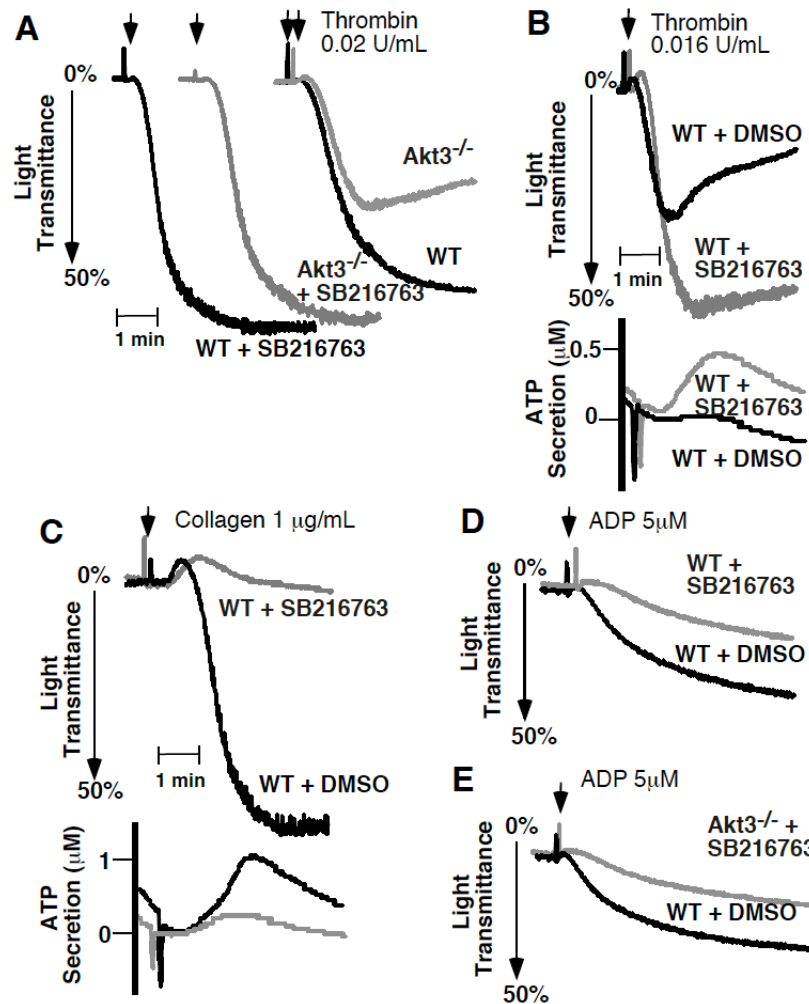 A
Thrombin
0.02 U/mL
0%
Light
Transmittance
50%
1 min
Akt3-/-
WT
Akt3-/-
+ SB216763
WT + SB216763
B
Thrombin
0.016 U/mL
0%
Light
Transmittance
50%
WT + DMSO
1 min
WT +
SB216763
ATP
Secretion (μM)
0.5
0
WT +
SB216763
WT + DMSO
C
Collagen 1 μg/mL
0%
Light
Transmittance
50%
WT + SB216763
1 min
WT + DMSO
ATP
Secretion (μM)
1
0
D
ADP 5μM
0%
Light
Transmittance
50%
WT +
SB216763
WT + DMSO
E
ADP 5μM
0%
Light
Transmittance
50%
Akt3-/- +
SB216763
WT + DMSO